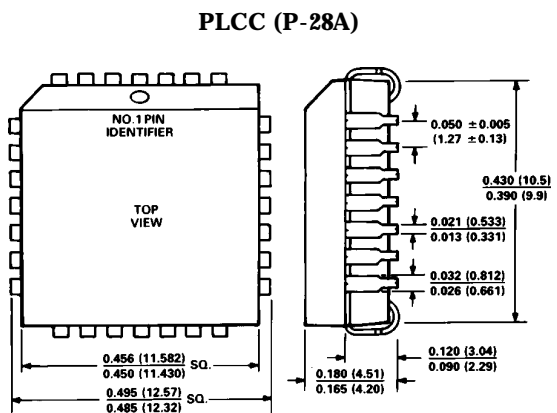 PLCC (P-28A)
NO. 1 PIN
IDENTIFIER
TOP
VIEW
0.050 ±0.005
(1.27 ±0.13)
0.430 (10.5)
0.390 (9.9)
0.021 (0.533)
0.013 (0.331)
0.032 (0.812)
0.026 (0.661)
0.456 (11.582)
0.450 (11.430)
SQ.
0.495 (12.57)
0.485 (12.32)
SQ.
0.180 (4.51)
0.165 (4.20)
0.120 (3.04)
0.090 (2.29)